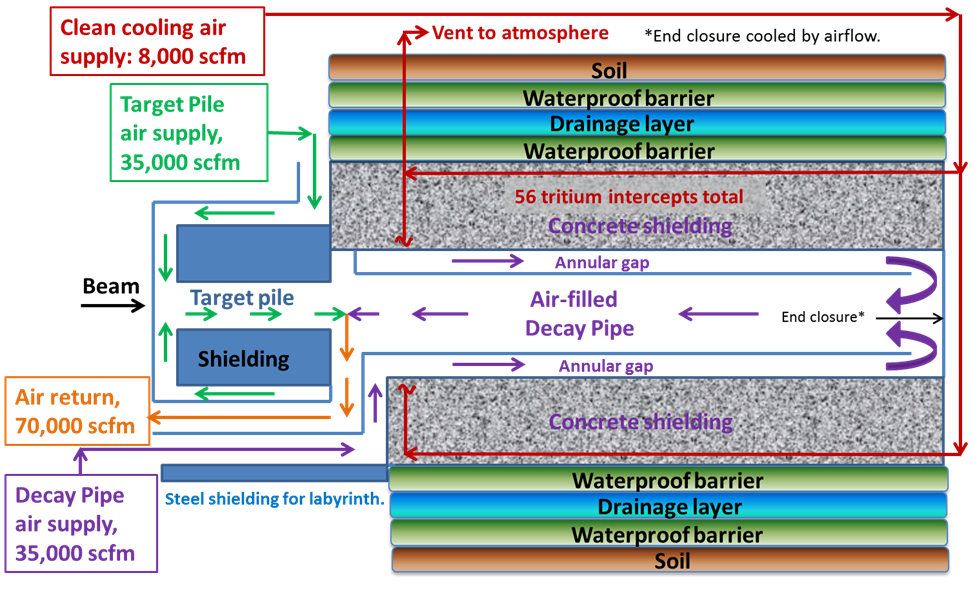 Clean cooling air
supply: 8,000 scfm
Vent to atmosphere
*End closure cooled by airflow.
Soil
Waterproof barrier
Drainage layer
Waterproof barrier
Target Pile
air supply,
35,000 scfm
56 tritium intercepts total
Concrete shielding
Annular gap
Beam
Target pile
Air-filled
Decay Pipe
End closure*
Shielding
Annular gap
Air return,
70,000 scfm
Concrete shielding
Decay Pipe
air supply,
35,000 scfm
Steel shielding for labyrinth.
Waterproof barrier
Drainage layer
Waterproof barrier
Soil